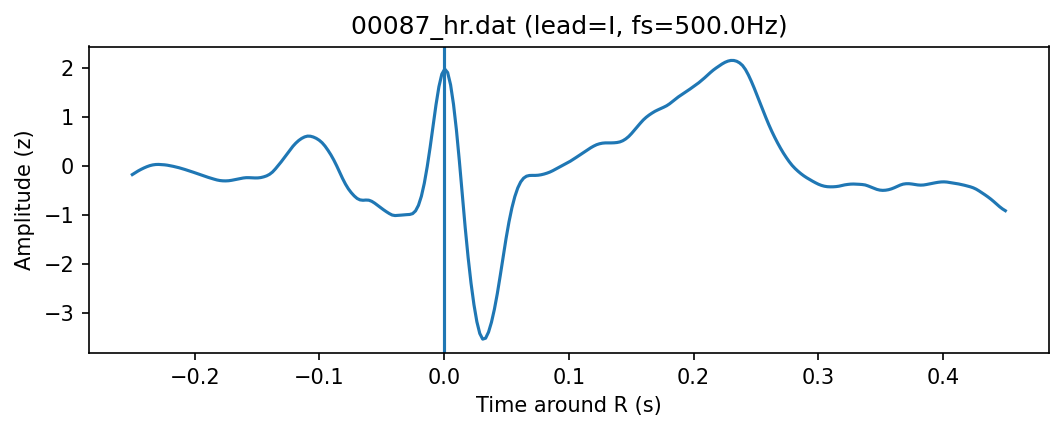 00087_hr.dat (lead=I, fs=500.0Hz)
Amplitude (z)
2
1
0
−1
−2
−3
−0.2 −0.1 0.0 0.1 0.2 0.3 0.4
Time around R (s)